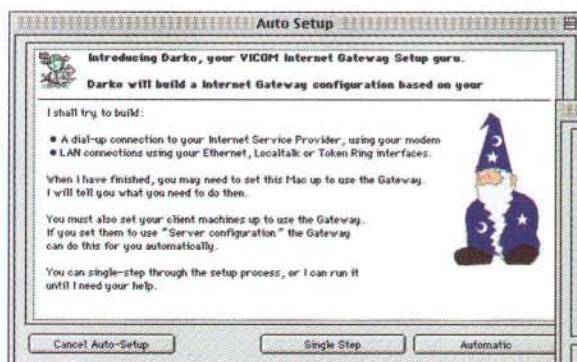 Auto Setup
Introducing Darko, your VICOM Internet Gateway Setup guru.
Darko will build a Internet Gateway configuration based on your
I shall try to build:
• A dial-up connection to your Internet Service Provider, using your modem
• LAN connections using your Ethernet, Localtalk or Token Ring interfaces.
When I have finished, you may need to set this Mac up to use the Gateway.
I will tell you what you need to do then.
You must also set your client machines up to use the Gateway.
If you set them to use "Server configuration" the Gateway
can do this for you automatically.
You can single-step through the setup process, or I can run it
until I need your help.
Cancel Auto-Setup
Single Step
Automatic